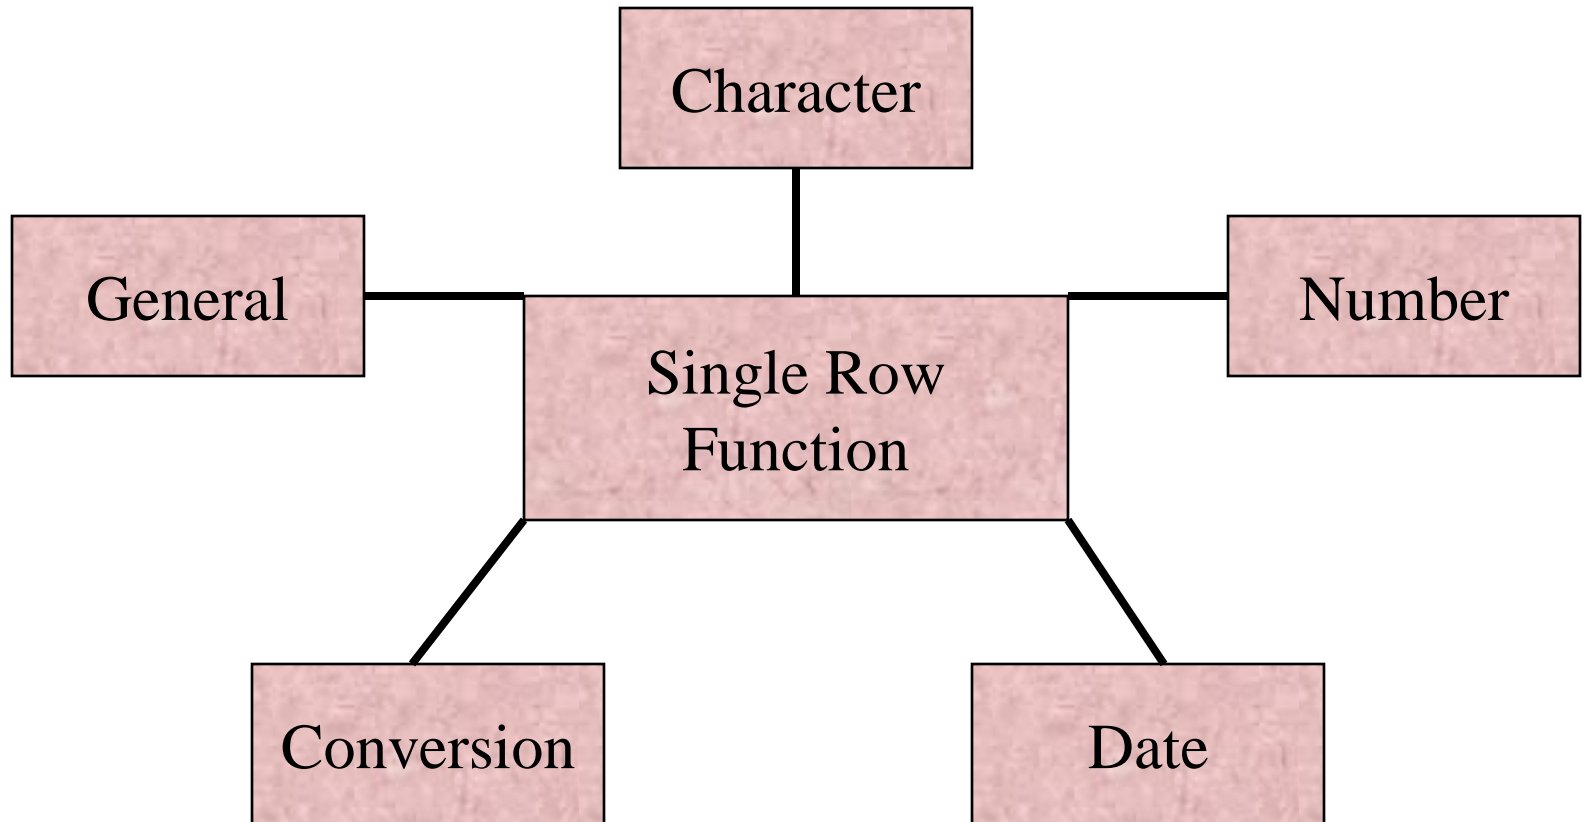 Character
General
Number
Single Row
Function
Conversion
Date